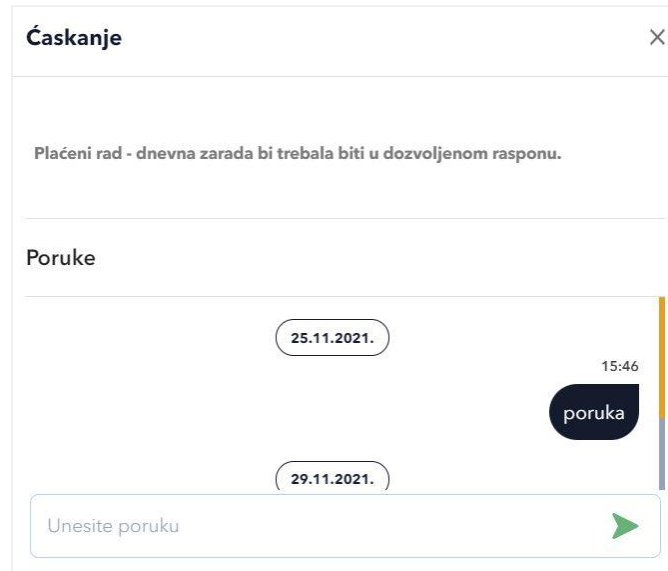 Ćaskanje
Plaćeni rad - dnevna zarada bi trebala biti u dozvoljenom rasponu.
Poruke
25.11.2021.
15:46
poruka
29.11.2021.
Unesite poruku